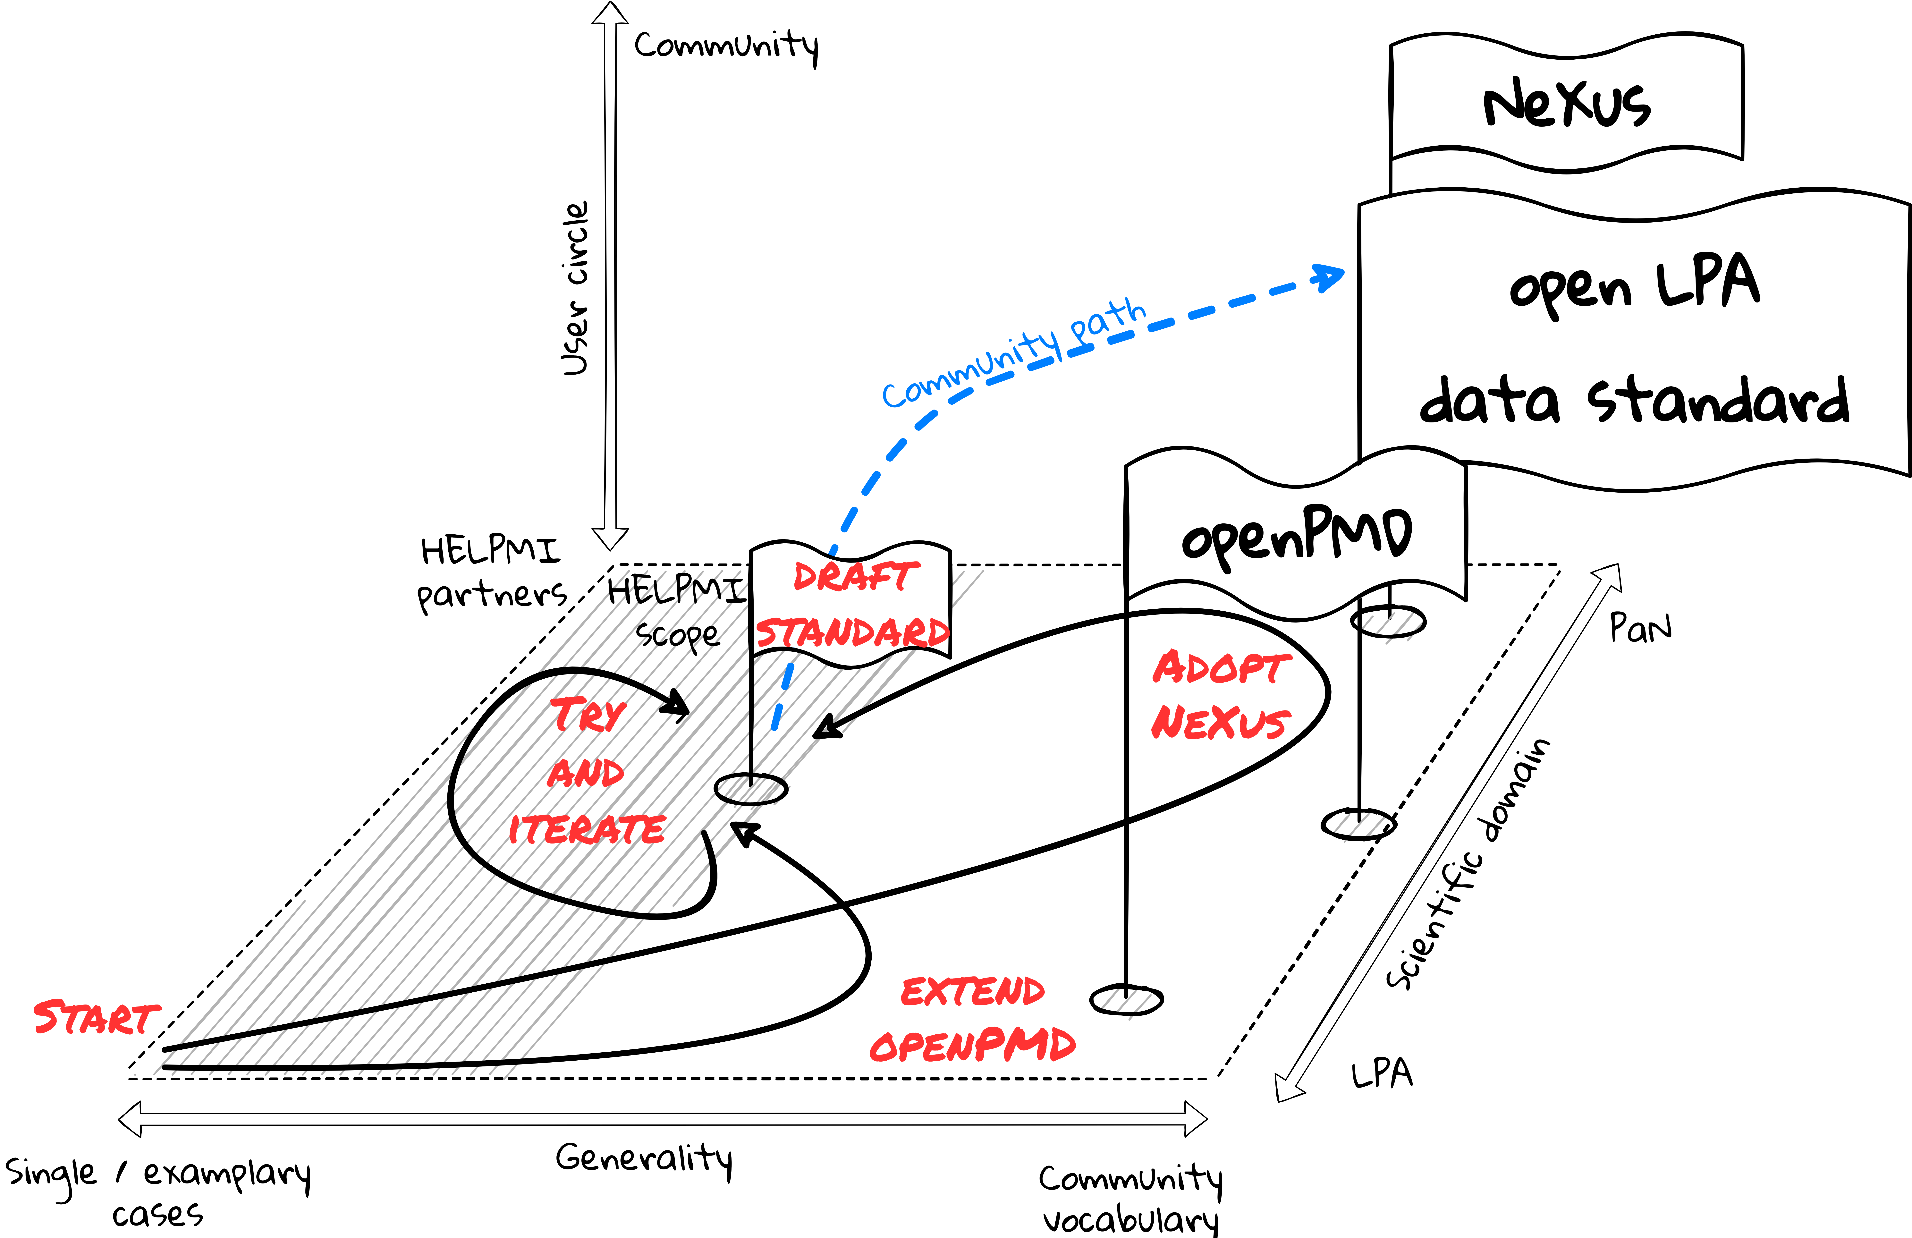 Community
NeXus
User circle
open LPA
data standard
Community path
openPMD
HELPMI
partners
HELPMI
scope
DRAFT
STANDARD
PaN
TRY
AND
ITERATE
ADOPT
NEXUS
Scientific domain
START
EXTEND
OPENPMD
LPA
Generality
Single / examplary
cases
Community
vocabulary